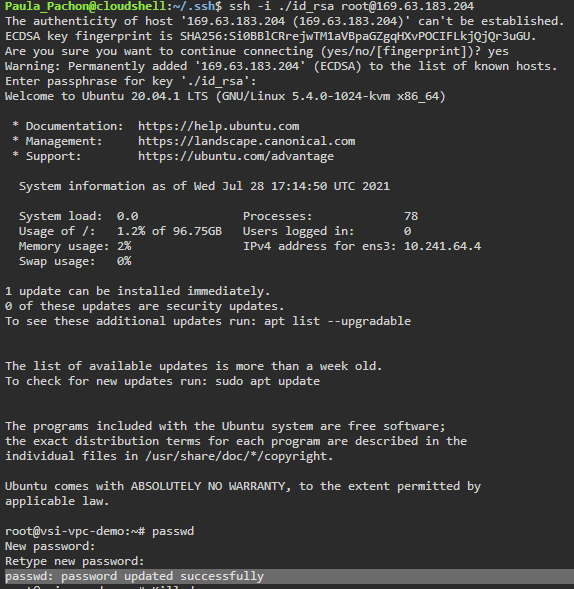 Paula_Pachon@cloudshell:~/.ssh$ ssh -i ./id_rsa root@169.63.183.204
The authenticity of host '169.63.183.204 (169.63.183.204)' can't be established.
ECDSA key fingerprint is SHA256:Si0BBlCRrejwTM1aVBpaGZgqHXvPOCIFLkjQjQr3uGU.
Are you sure you want to continue connecting (yes/no/[fingerprint])? yes
Warning: Permanently added '169.63.183.204' (ECDSA) to the list of known hosts.
Enter passphrase for key './id_rsa':
Welcome to Ubuntu 20.04.1 LTS (GNU/Linux 5.4.0-1024-kvm x86_64)
* Documentation: https://help.ubuntu.com
* Management: https://landscape.canonical.com
* Support: https://ubuntu.com/advantage
System information as of Wed Jul 28 17:14:50 UTC 2021
System load: 0.0 Processes: 78
Usage of /: 1.2% of 96.75GB Users logged in: 0
Memory usage: 2% IPv4 address for ens3: 10.241.64.4
Swap usage: 0%
1 update can be installed immediately.
0 of these updates are security updates.
To see these additional updates run: apt list --upgradable
The list of available updates is more than a week old.
To check for new updates run: sudo apt update
The programs included with the Ubuntu system are free software;
the exact distribution terms for each program are described in the
individual files in /usr/share/doc/*/copyright.
Ubuntu comes with ABSOLUTELY NO WARRANTY, to the extent permitted by
applicable law.
root@vsi-vpc-demo:~# passwd
New password:
Retype new password:
passwd: password updated successfully